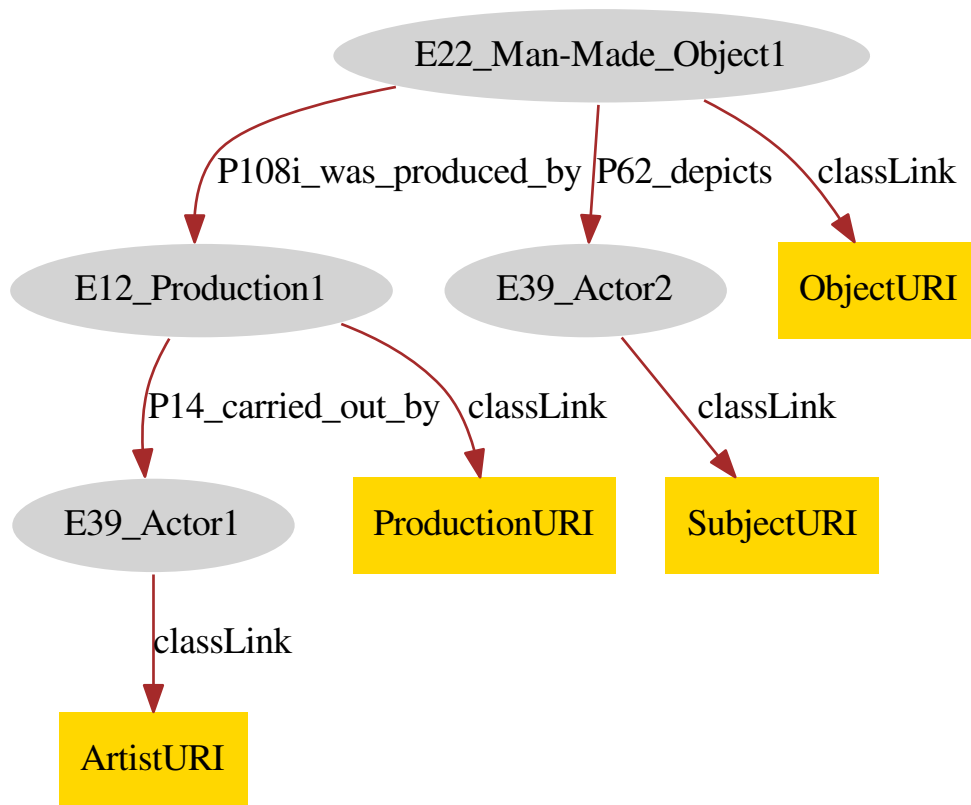 E22_Man-Made_Object1
P108i_was_produced_by
P62_depicts
classLink
E12_Production1
E39_Actor2
ObjectURI
P14_carried_out_by
classLink
classLink
E39_Actor1
ProductionURI
SubjectURI
classLink
ArtistURI